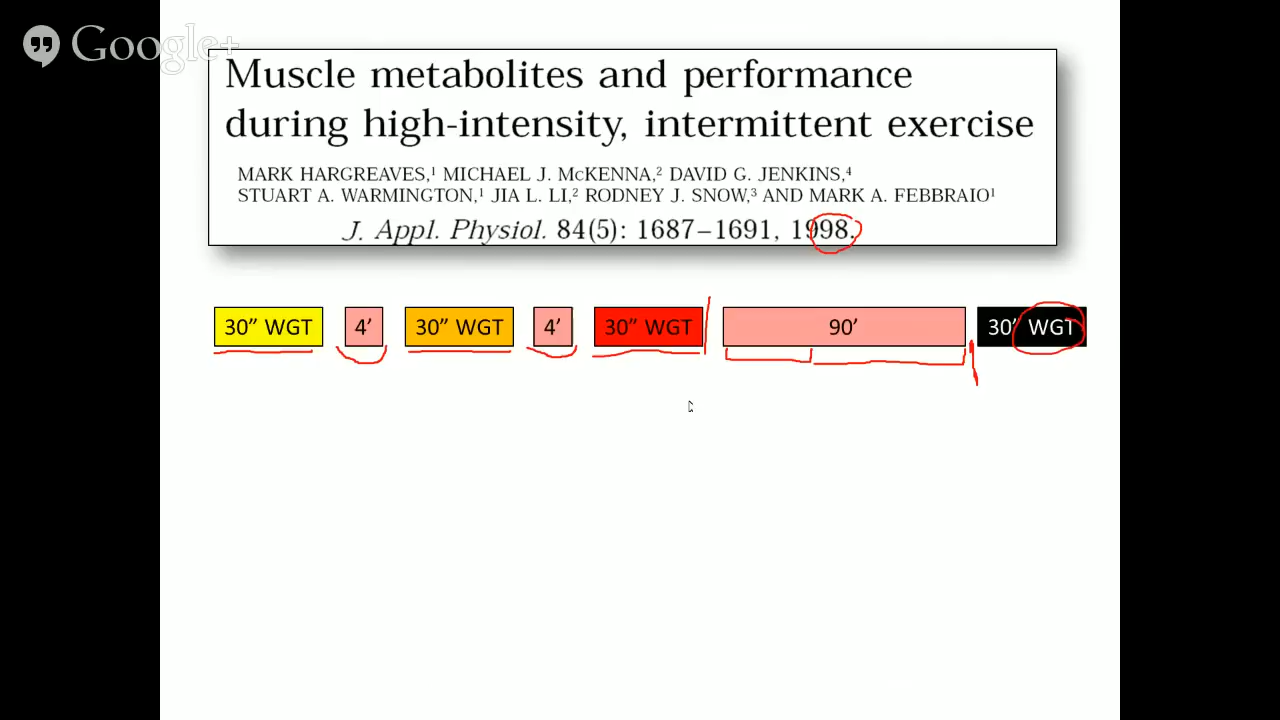 Google+
Muscle metabolites and performance
during high-intensity, intermittent exercise
MARK HARGREAVES,¹ MICHAEL J. McKENNA,² DAVID G. JENKINS,⁴
STUART A. WARMINGTON,¹ JIA L. LI,² RODNEY J. SNOW,³ AND MARK A. FEBBRAIO¹
J. Appl. Physiol. 84(5): 1687–1691, 1998.
30” WGT 4’ 30” WGT 4’ 30” WGT 90’ 30” WGT